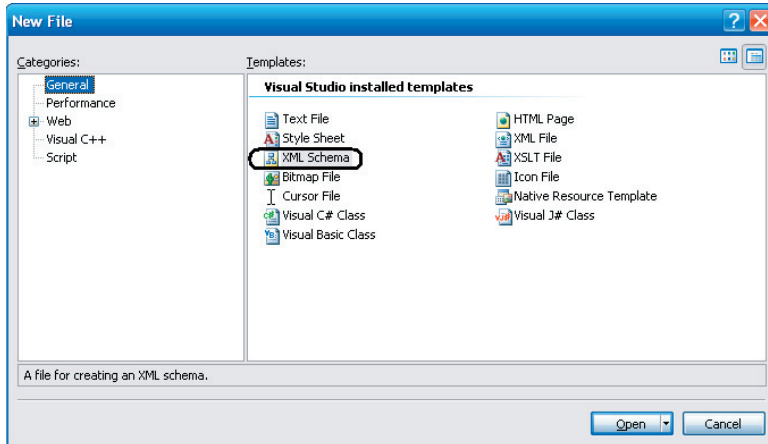 New File
Categories:
Templates:
General
Performance
Web
Visual C++
Script
Visual Studio installed templates
Text File
HTML Page
Style Sheet
XML File
XML Schema
XSLT File
Bitmap File
Icon File
Cursor File
Native Resource Template
Visual C# Class
Visual J# Class
Visual Basic Class
A file for creating an XML schema.
Open
Cancel